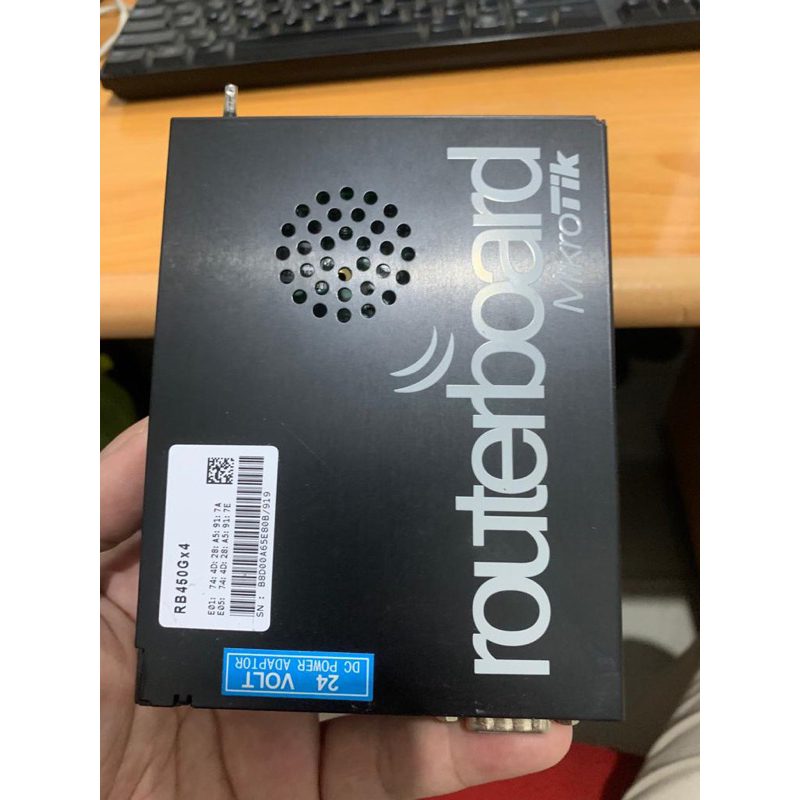 routerboard
MikroTik
RB450Gx4
E01: 74:4D:28:A5:91:7A
E05: 74:4D:28:A5:91:7E
SN : B8D00A65E80B/919
24 VOLT
DC POWER ADAPTOR